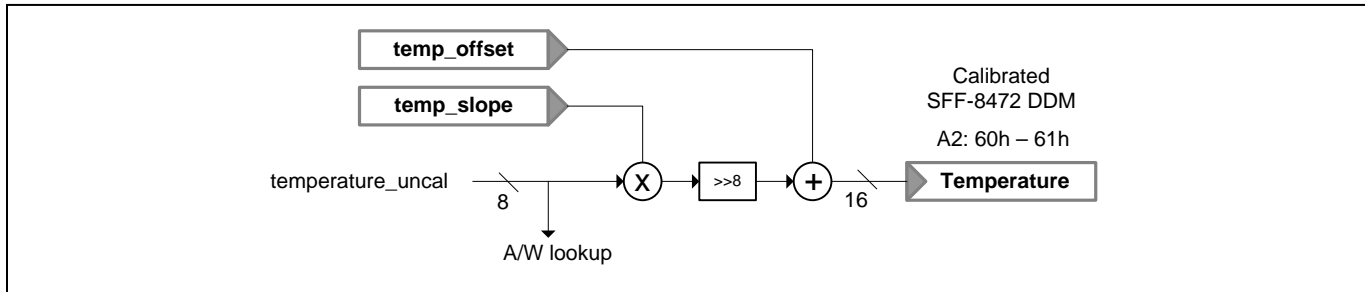 temp_offset
temp_slope
Calibrated
SFF-8472 DDM
A2: 60h – 61h
temperature_uncal
8
X
>>8
+
16
Temperature
A/W lookup